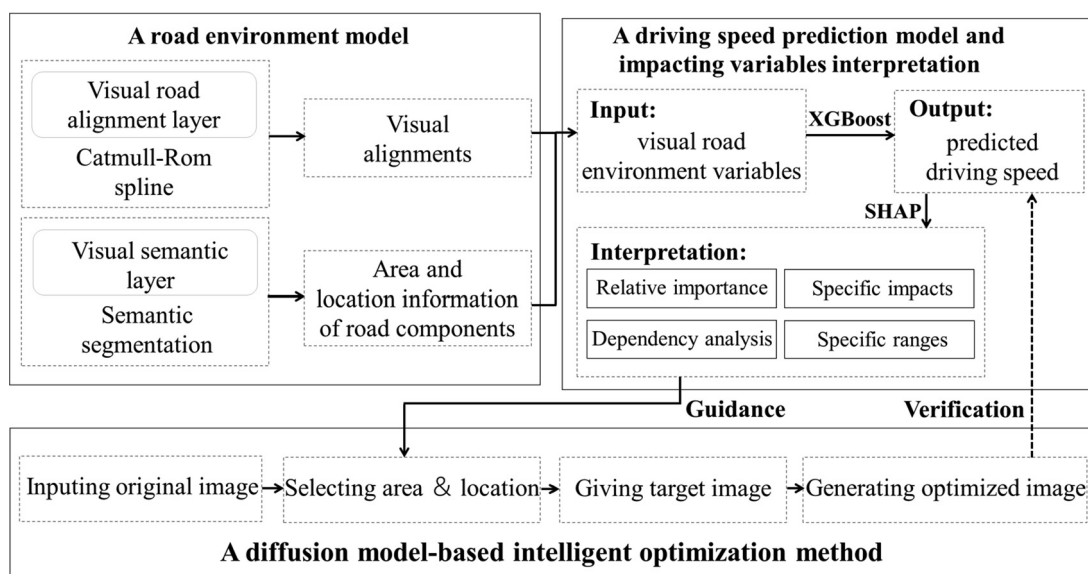 A road environment model
Visual road
alignment layer
Catmull-Rom
spline
Visual
alignments
Visual semantic
layer
Semantic
segmentation
Area and
location information
of road components
A driving speed prediction model and
impacting variables interpretation
Input:
visual road
environment variables
XGBoost
Output:
predicted
driving speed
SHAP
Interpretation:
Relative importance
Specific impacts
Dependency analysis
Specific ranges
Guidance
Verification
Inputing original image
Selecting area & location
Giving target image
Generating optimized image
A diffusion model-based intelligent optimization method